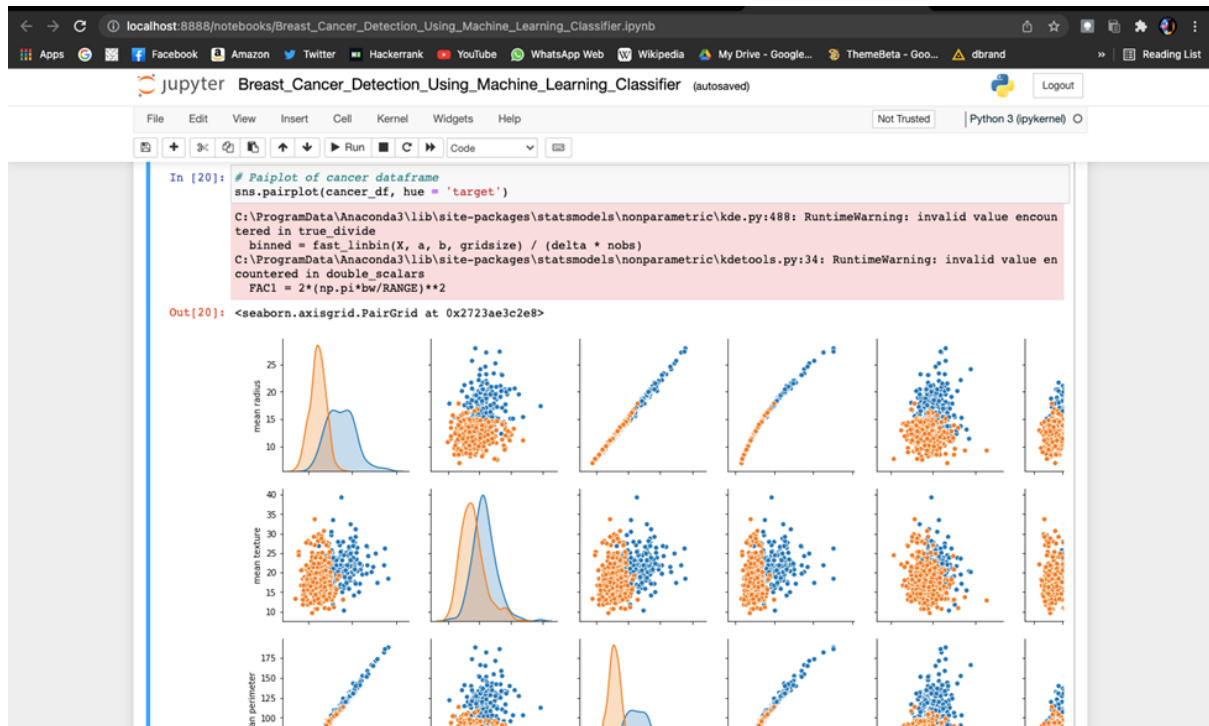 localhost:8888/notebooks/Breast_Cancer_Detection_Using_Machine_Learning_Classifier.ipynb
Apps Facebook Amazon Twitter Hackerrank YouTube WhatsApp Web Wikipedia My Drive - Google... ThemeBeta - Goo... dbrand » Reading List
jupyter Breast_Cancer_Detection_Using_Machine_Learning_Classifier (autosaved) Logout
File Edit View Insert Cell Kernel Widgets Help Not Trusted Python 3 (ipykernel)
Run Code
In [20]: # Paiplot of cancer dataframe
sns.pairplot(cancer_df, hue = 'target')
C:\ProgramData\Anaconda3\lib\site-packages\statsmodels\nonparametric\kde.py:488: RuntimeWarning: invalid value encoun
tered in true_divide
binned = fast_linbin(X, a, b, gridsize) / (delta * nobs)
C:\ProgramData\Anaconda3\lib\site-packages\statsmodels\nonparametric\kdetools.py:34: RuntimeWarning: invalid value en
countered in double_scalars
FAC1 = 2*(np.pi*bw/RANGE)**2
Out[20]: <seaborn.axisgrid.PairGrid at 0x2723ae3c2e8>
mean radius
25
20
15
10
mean texture
40
35
30
25
20
15
10
an perimeter
175
150
125
100